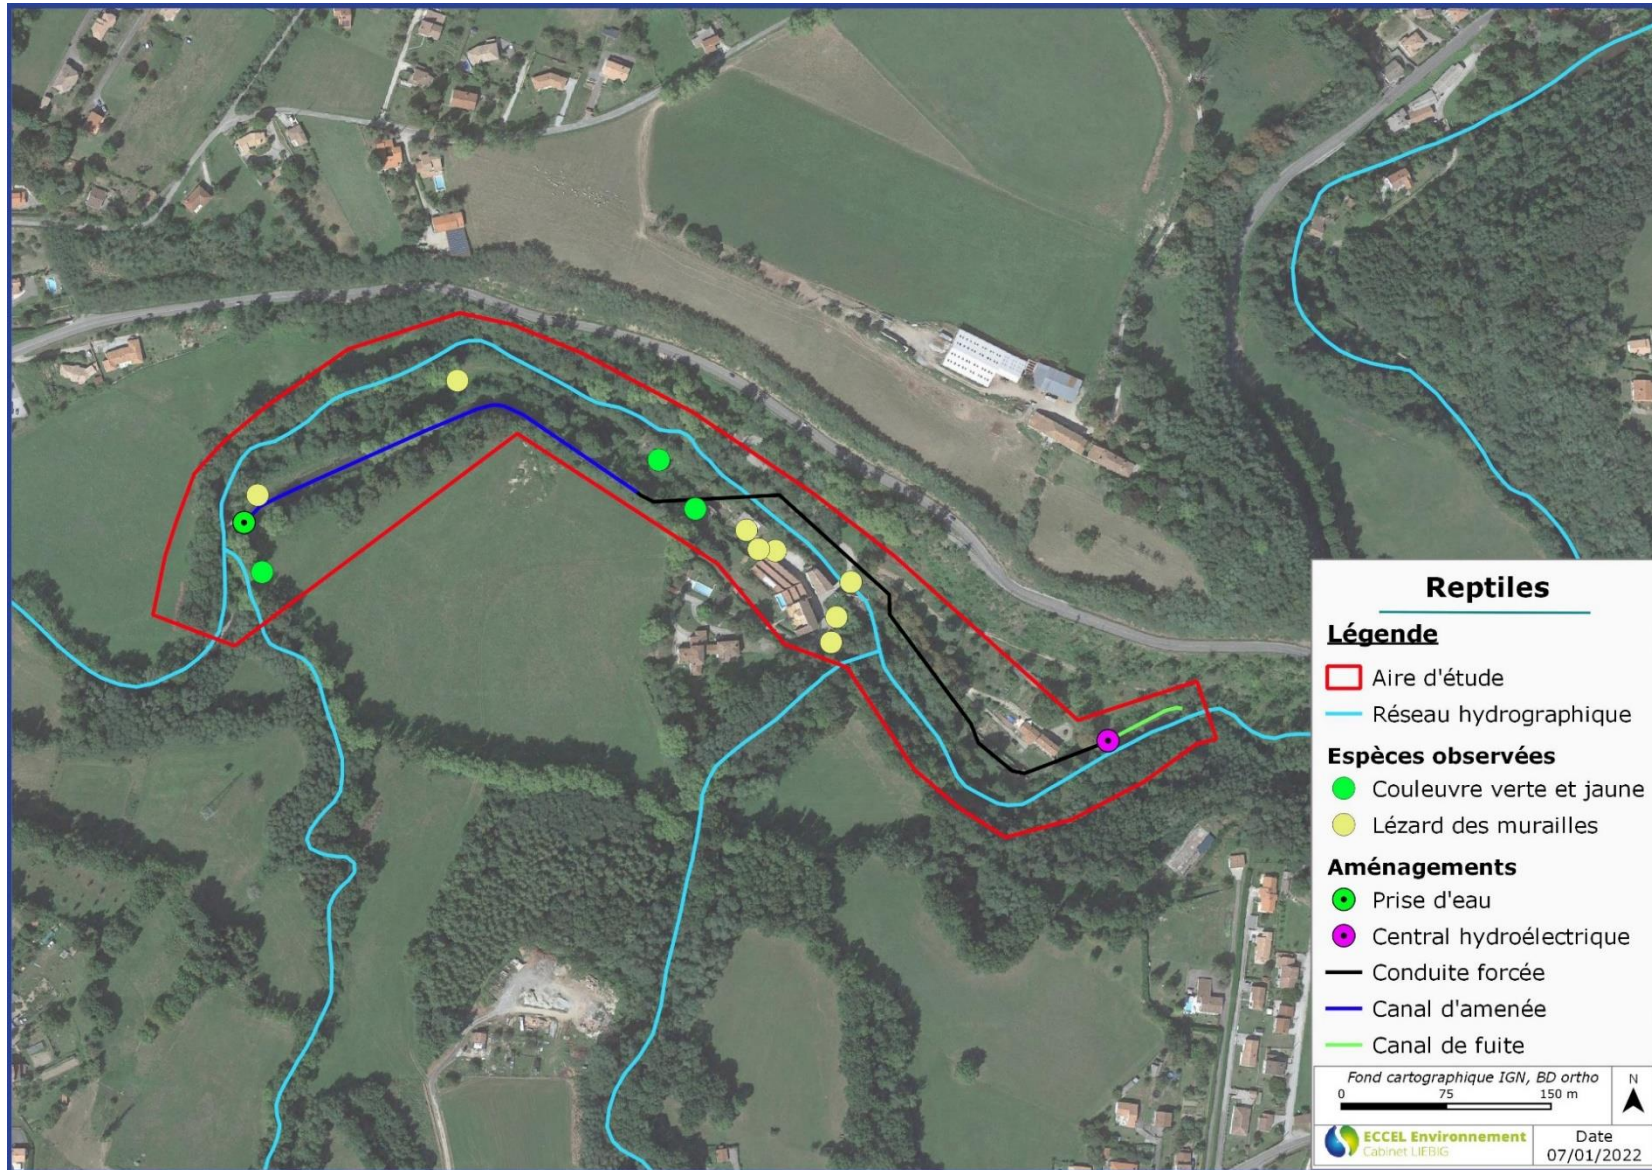 Reptiles
Légende
Aire d'étude
Réseau hydrographique
Espèces observées
Couleuvre verte et jaune
Lézard des murailles
Aménagements
Prise d'eau
Central hydroélectrique
Conduite forcée
Canal d'amenée
Canal de fuite
Fond cartographique IGN, BD ortho
0 75 150 m
N
ECCEL Environnement
Cabinet LIEBIG
Date
07/01/2022